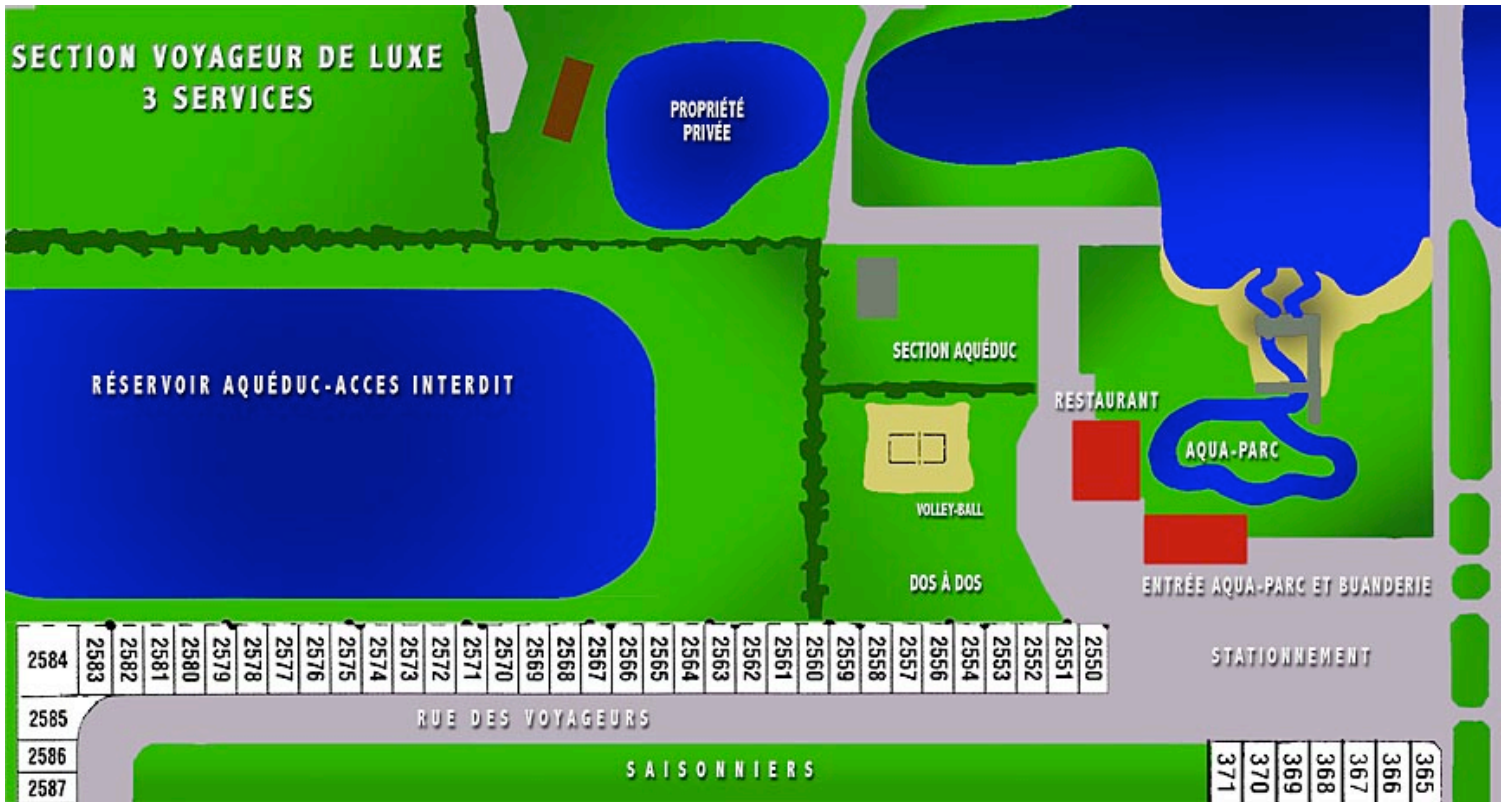 SECTION VOYAGEUR DE LUXE
3 SERVICES
PROPRIÉTÉ
PRIVÉE
SECTION AQUÉDUC
RÉSERVOIR AQUÉDUC-ACCES INTERDIT
RESTAURANT
AQUA-PARC
VOLLEY-BALL
DOS À DOS
ENTRÉE AQUA-PARC ET BUANDERIE
STATIONNEMENT
2584 2583 2582 2581 2580 2579 2578 2577 2576 2575 2574 2573 2572 2571 2570 2569 2568 2567 2566 2565 2564 2563 2562 2561 2560 2559 2558 2557 2556 2554 2553 2552 2551 2550
2585
RUE DES VOYAGEURS
2586
SAISONNIERS
2587
371 370 369 368 367 366 365